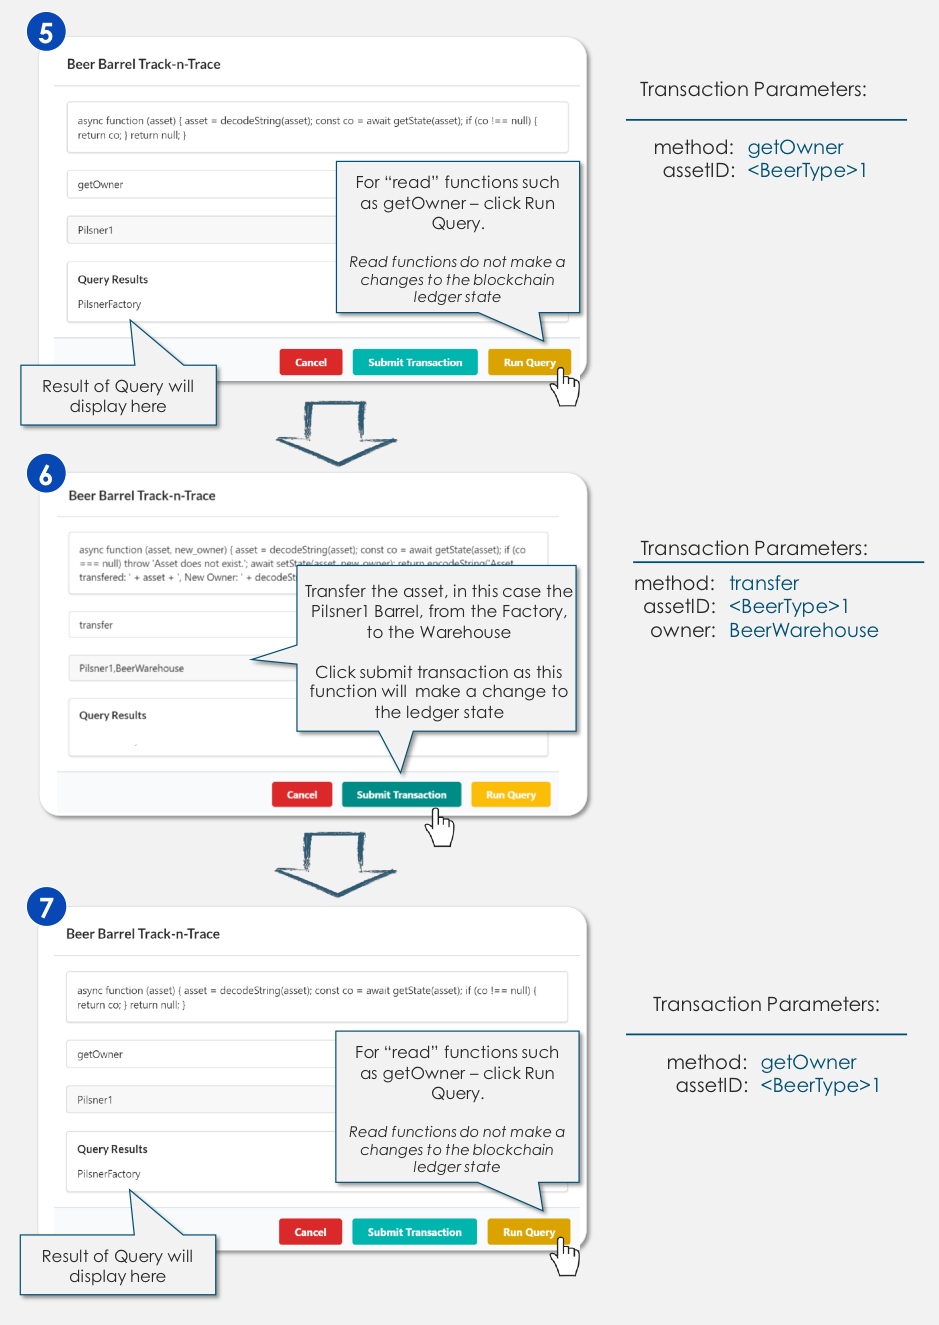 5
Beer Barrel Track-n-Trace
async function (asset) { asset = decodeString(asset); const co = await getState(asset); if (co !== null) {
return co; } return null; }
getOwner
Pilsner1
Query Results
PilsnerFactory
For “read” functions such
as getOwner – click Run
Query.
Read functions do not make a
changes to the blockchain
ledger state
Cancel
Submit Transaction
Run Query
Result of Query will
display here
Transaction Parameters:
method: getOwner
assetID: <BeerType>1
6
Beer Barrel Track-n-Trace
async function (asset, new_owner) { asset = decodeString(asset); const co = await getState(asset); if (co
=== null) throw 'Asset does not exist.'; await setState(asset, new_owner); return encodeString('Asset
transfered: ' + asset + ', New Owner: ' + decodeSt
transfer
Pilsner1,BeerWarehouse
Query Results
Transfer the asset, in this case the
Pilsner1 Barrel, from the Factory,
to the Warehouse
Click submit transaction as this
function will make a change to
the ledger state
Cancel
Submit Transaction
Run Query
Transaction Parameters:
method: transfer
assetID: <BeerType>1
owner: BeerWarehouse
7
Beer Barrel Track-n-Trace
async function (asset) { asset = decodeString(asset); const co = await getState(asset); if (co !== null) {
return co; } return null; }
getOwner
Pilsner1
Query Results
PilsnerFactory
For “read” functions such
as getOwner – click Run
Query.
Read functions do not make a
changes to the blockchain
ledger state
Cancel
Submit Transaction
Run Query
Result of Query will
display here
Transaction Parameters:
method: getOwner
assetID: <BeerType>1